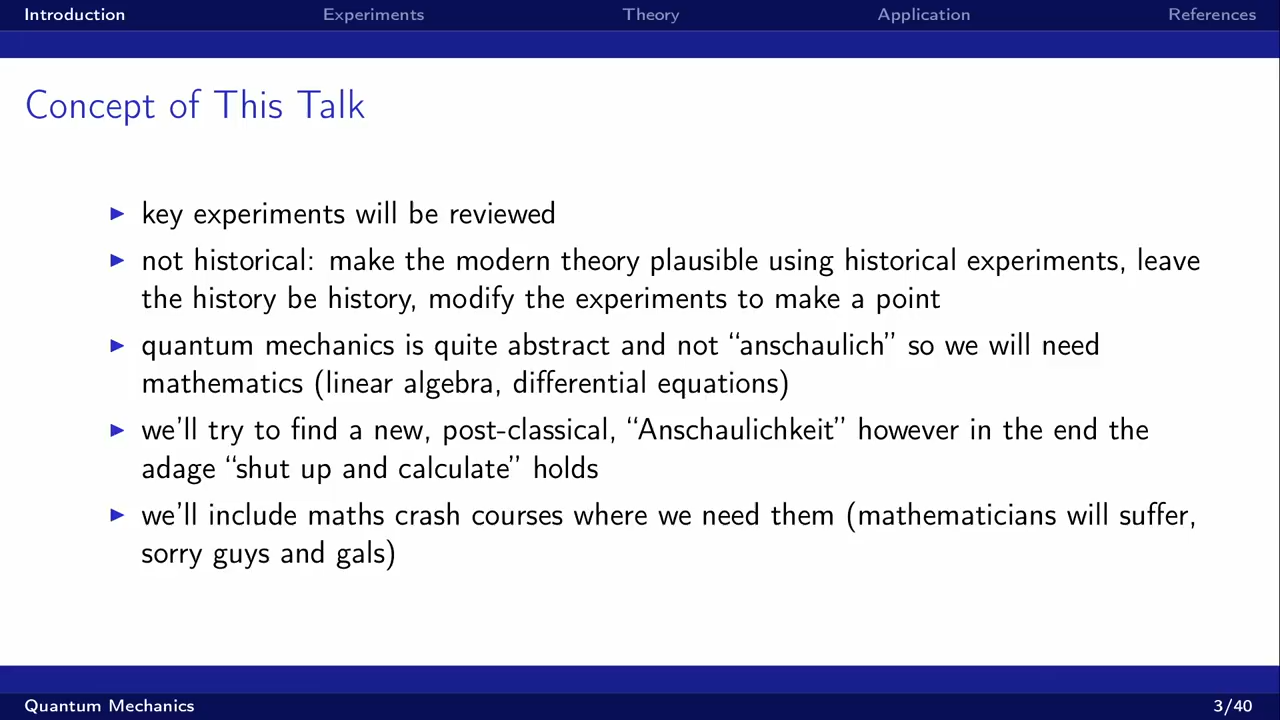 Introduction Experiments Theory Application References
Concept of This Talk
key experiments will be reviewed
not historical: make the modern theory plausible using historical experiments, leave
the history be history, modify the experiments to make a point
quantum mechanics is quite abstract and not “anschaulich” so we will need
mathematics (linear algebra, differential equations)
we’ll try to find a new, post-classical, “Anschaulichkeit” however in the end the
adage “shut up and calculate” holds
we’ll include maths crash courses where we need them (mathematicians will suffer,
sorry guys and gals)
Quantum Mechanics 3/40